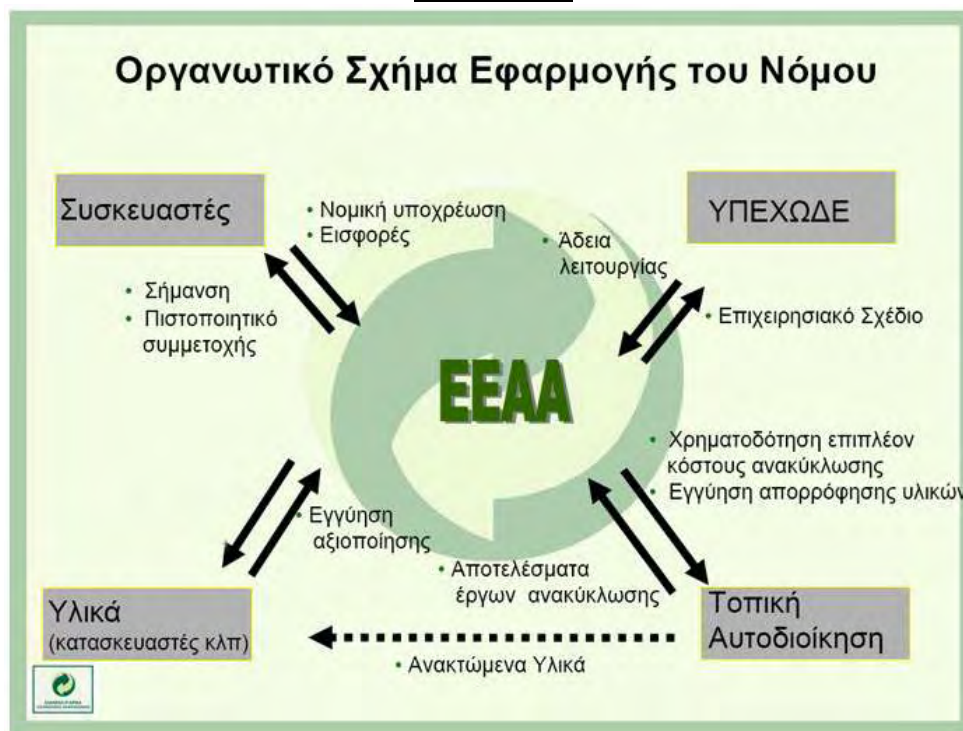 Οργανωτικό Σχήμα Εφαρμογής του Νόμου
Συσκευαστές
• Νομική υποχρέωση
• Εισφορές
ΥΠΕΧΩΔΕ
• Άδεια
λειτουργίας
• Σήμανση
• Πιστοποιητικό
συμμετοχής
• Επιχειρησιακό Σχέδιο
ΕΕΑΑ
• Χρηματοδότηση επιπλέον
κόστους ανακύκλωσης
• Εγγύηση απορρόφησης υλικών
• Εγγύηση
αξιοποίησης
• Αποτελέσματα
έργων ανακύκλωσης
Υλικά
(κατασκευαστές κλπ)
Τοπική
Αυτοδιοίκηση
• Ανακτώμενα Υλικά